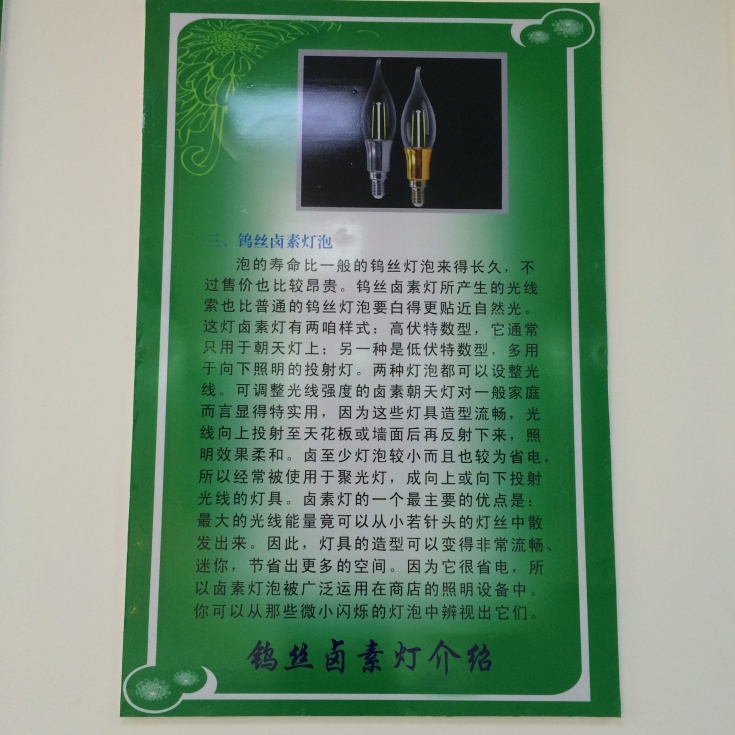 三、钨丝卤素灯泡
泡的寿命比一般的钨丝灯泡来得长久，不
过售价也比较昂贵。钨丝卤素灯所产生的光线
索也比普通的钨丝灯泡要白得更贴近自然光。
这灯卤素灯有两咱样式：高伏特数型，它通常
只用于朝天灯上；另一种是低伏特数型，多用
于向下照明的投射灯。两种灯泡都可以设整光
线。可调整光线强度的卤素朝天灯对一般家庭
而言显得特实用，因为这些灯具造型流畅，光
线向上投射至天花板或墙面后再反射下来，照
明效果柔和。卤至少灯泡较小而且也较为省电，
所以经常被使用于聚光灯，成向上或向下投射
光线的灯具。卤素灯的一个最主要的优点是：
最大的光线能量竟可以从小若针头的灯丝中散
发出来。因此，灯具的造型可以变得非常流畅、
迷你，节省出更多的空间。因为它很省电，所
以卤素灯泡被广泛运用在商店的照明设备中。
你可以从那些微小闪烁的灯泡中辨视出它们。
钨丝卤素灯介绍